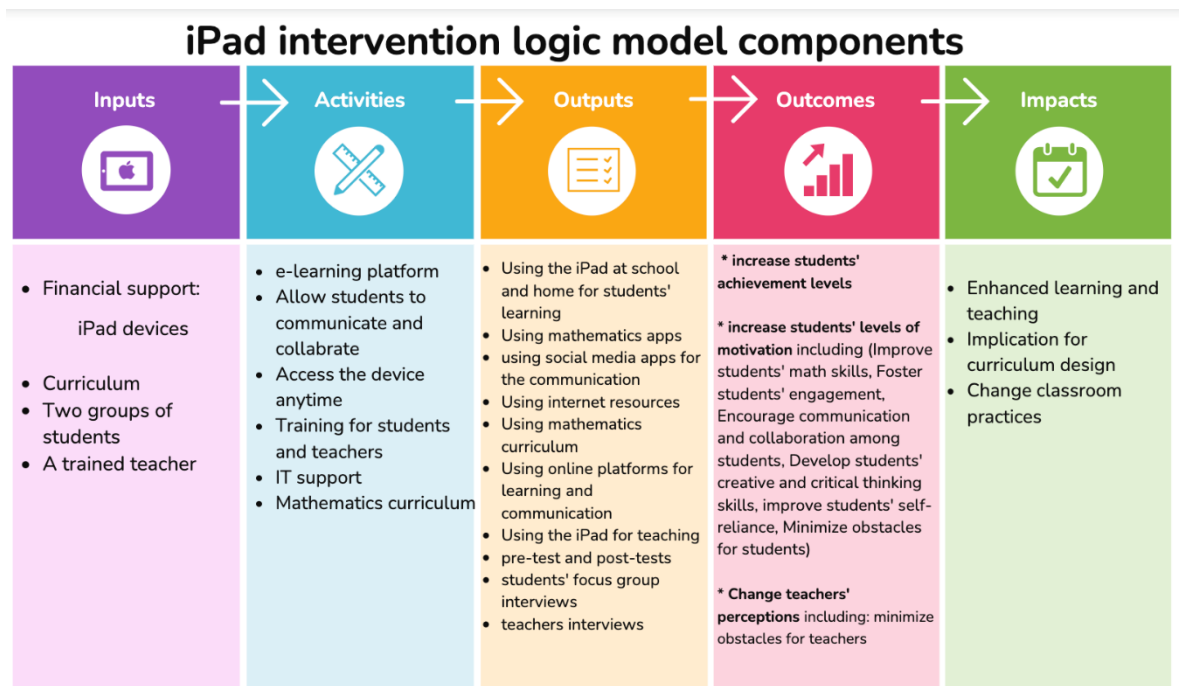 iPad intervention logic model components
Inputs
Activities
Outputs
Outcomes
Impacts
• Financial support:
iPad devices
• Curriculum
• Two groups of
students
• A trained teacher
• e-learning platform
• Allow students to
communicate and
collabrate
• Access the device
anytime
• Training for students
and teachers
• IT support
• Mathematics curriculum
• Using the iPad at school
and home for students'
learning
• Using mathematics apps
• using social media apps for
the communication
• Using internet resources
• Using mathematics
curriculum
• Using online platforms for
learning and
communication
• Using the iPad for teaching
• pre-test and post-tests
• students' focus group
interviews
• teachers interviews
* increase students'
achievement levels
* increase students' levels of
motivation including (Improve
students' math skills, Foster
students' engagement,
Encourage communication
and collaboration among
students, Develop students'
creative and critical thinking
skills, improve students' self-
reliance, Minimize obstacles
for students)
* Change teachers'
perceptions including: minimize
obstacles for teachers
• Enhanced learning and
teaching
• Implication for
curriculum design
• Change classroom
practices